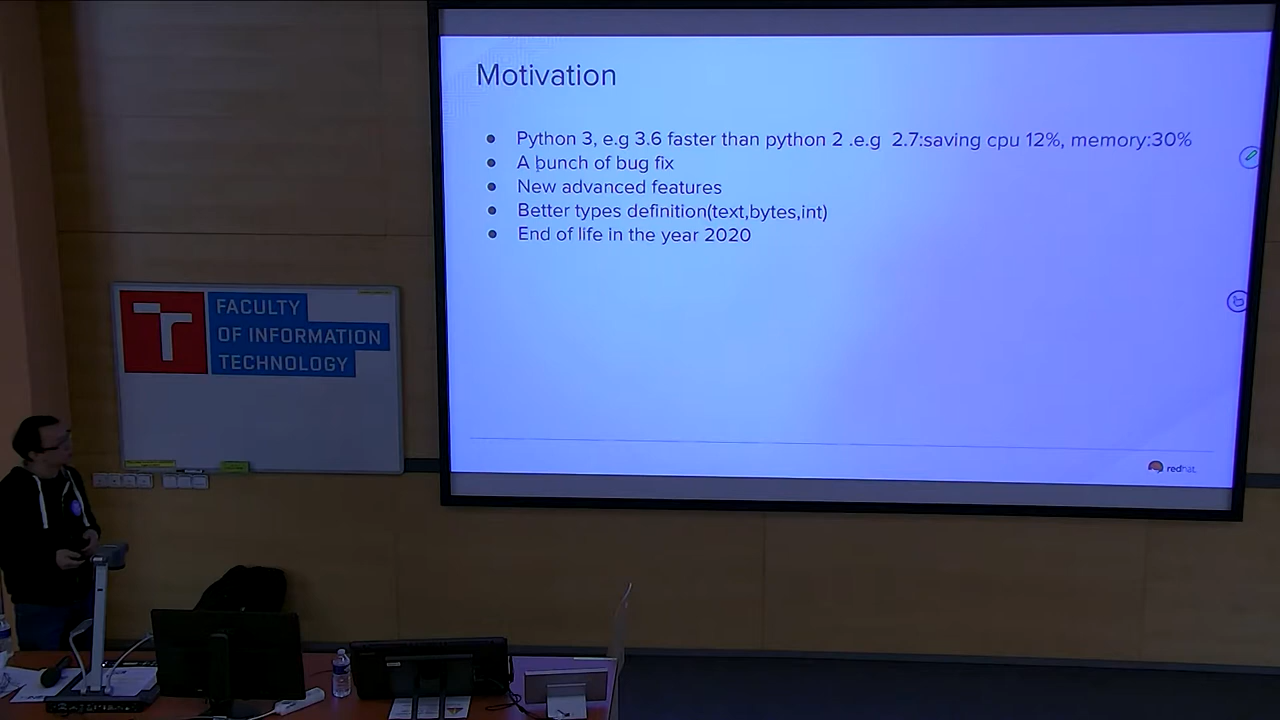 Motivation
Python 3, e.g 3.6 faster than python 2 .e.g 2.7:saving cpu 12%, memory:30%
A bunch of bug fix
New advanced features
Better types definition(text,bytes,int)
End of life in the year 2020
redhat.
FACULTY
OF INFORMATION
TECHNOLOGY